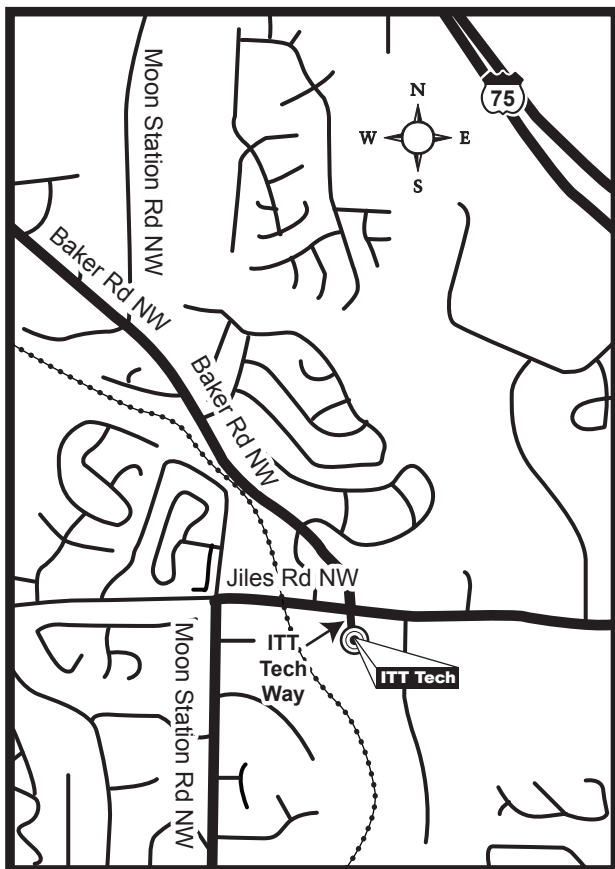 Moon Station Rd NW
75
N
W E
S
Baker Rd NW
Baker Rd NW
Jiles Rd NW
ITT
Tech
Way
ITT Tech
Moon Station Rd NW